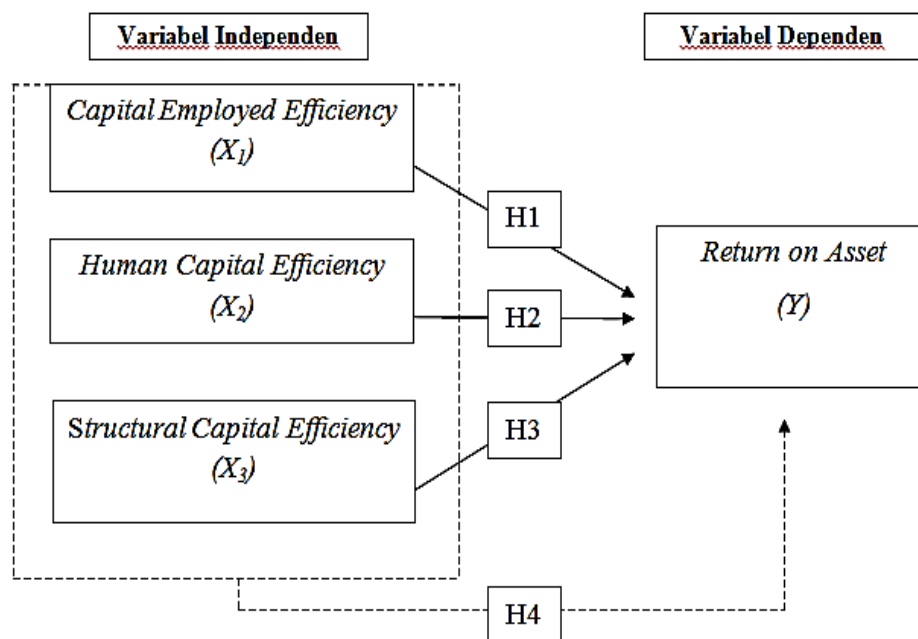 Variabel Independen
Variabel Dependen
Capital Employed Efficiency
(X₁)
H1
Human Capital Efficiency
(X₂)
H2
Return on Asset
(Y)
Structural Capital Efficiency
(X₃)
H3
H4